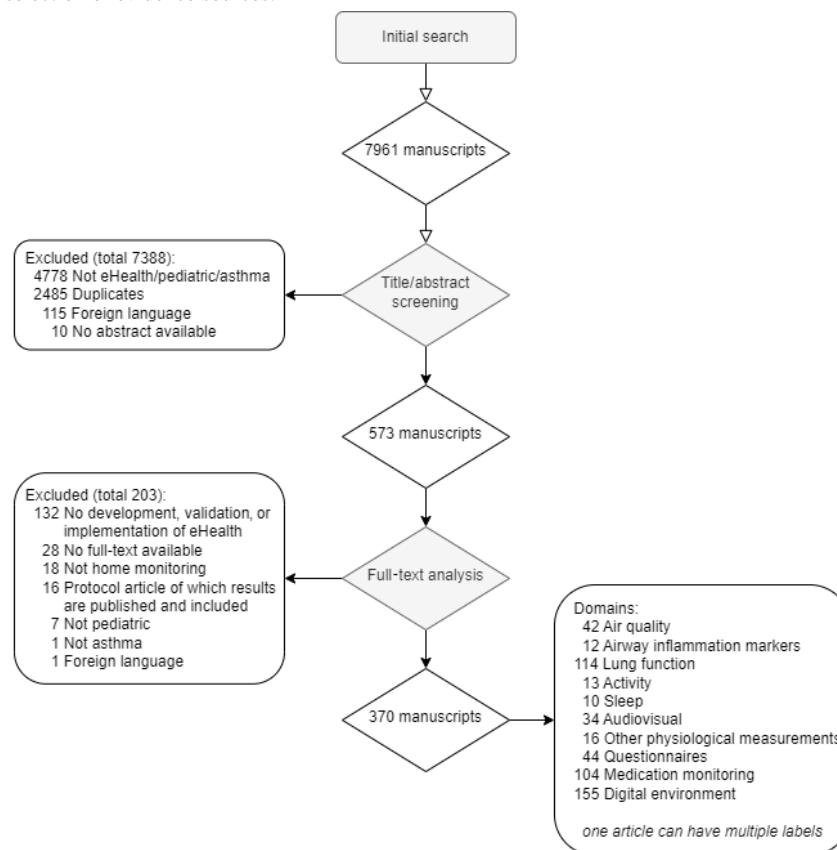 Initial search
7961 manuscripts
Excluded (total 7388):
4778 Not eHealth/pediatric/asthma
2485 Duplicates
115 Foreign language
10 No abstract available
Title/abstract
screening
573 manuscripts
Excluded (total 203):
132 No development, validation, or
implementation of eHealth
28 No full-text available
18 Not home monitoring
16 Protocol article of which results
are published and included
7 Not pediatric
1 Not asthma
1 Foreign language
Full-text analysis
370 manuscripts
Domains:
42 Air quality
12 Airway inflammation markers
114 Lung function
13 Activity
10 Sleep
34 Audiovisual
16 Other physiological measurements
44 Questionnaires
104 Medication monitoring
155 Digital environment
one article can have multiple labels